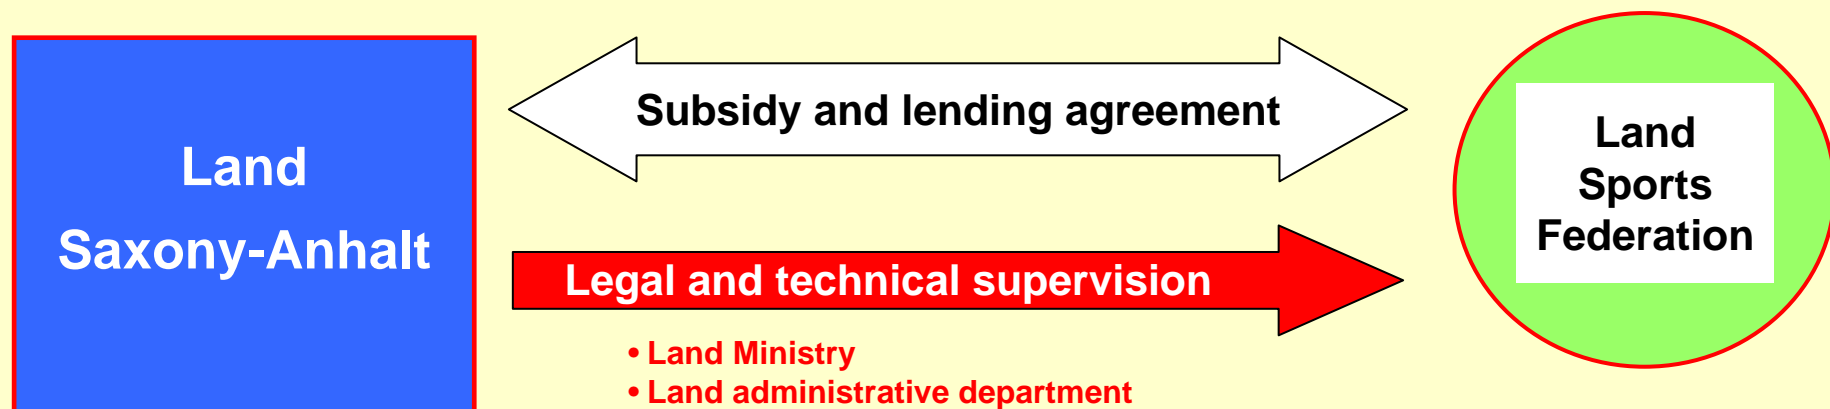 Land
Saxony-Anhalt
Subsidy and lending agreement
Legal and technical supervision
• Land Ministry
• Land administrative department
Land
Sports
Federation